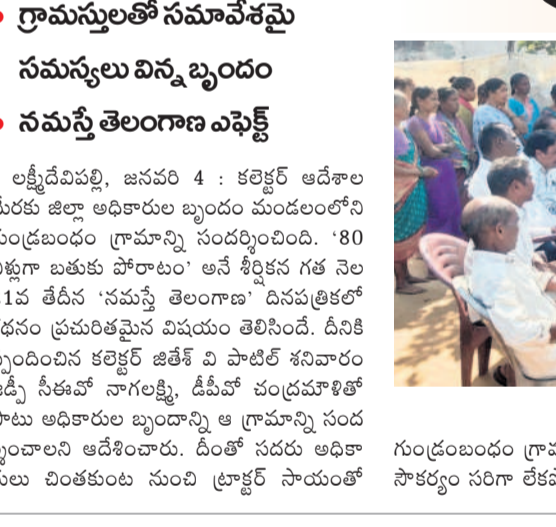 గ్రామస్తులతో సమావేశమై
సమస్యలు విన్న బృందం
నమస్తే తెలంగాణ ఎఫెక్ట్
లక్ష్మీదేవిపల్లి, జనవరి 4 : కలెక్టర్ ఆదేశాల
మేరకు జిల్లా అధికారుల బృందం మండలంలోని
గుండ్రబంధం గ్రామాన్ని సందర్శించింది. '80
ఏళ్లుగా బతుకు పోరాటం' అనే శీర్షికన గత నెల
1వ తేదీన 'నమస్తే తెలంగాణ' దినపత్రికలో
కథనం ప్రచురితమైన విషయం తెలిసిందే. దీనికి
స్పందించిన కలెక్టర్ జితేశ్ వి పాటిల్ శనివారం
జడ్పీ సీఈవో నాగలక్ష్మి, డీపీవో చంద్రమౌళితో
పాటు అధికారుల బృందాన్ని ఆ గ్రామాన్ని సంద
ర్శించాలని ఆదేశించారు. దీంతో సదరు అధికా
రులు చింతకుంట నుంచి ట్రాక్టర్ సాయంతో
గుండ్రంబంధం గ్రామ
సౌకర్యం సరిగా లేక